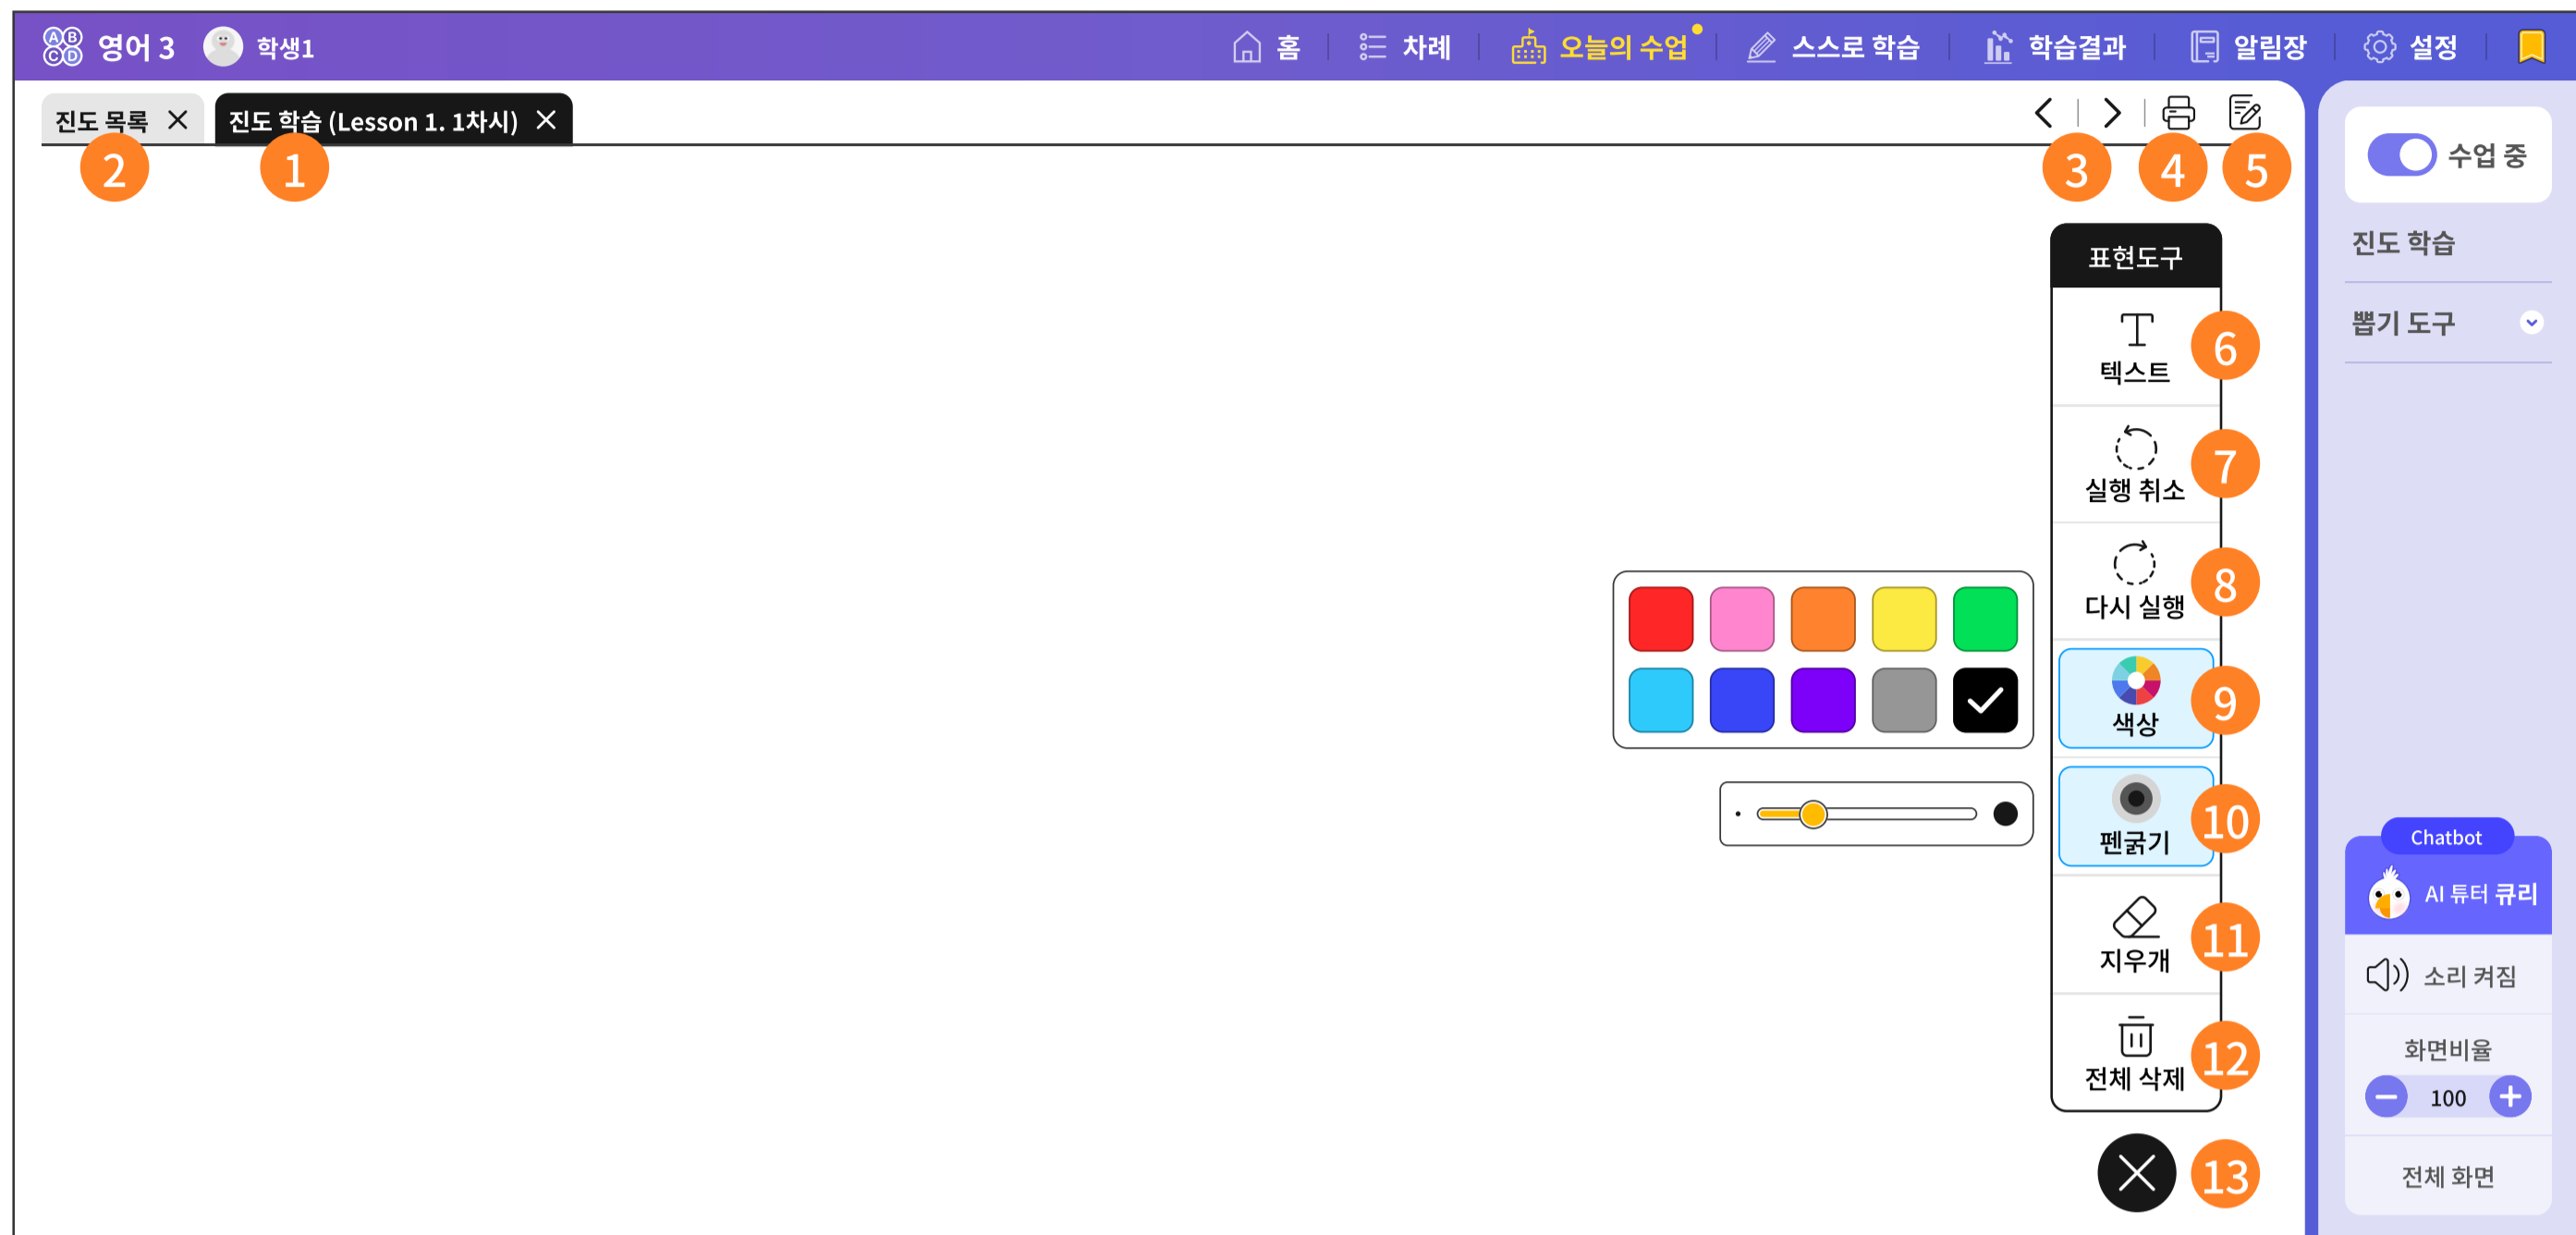 영어 3 학생1 홈 차례 오늘의 수업 스스로 학습 학습결과 알림장 설정
진도 목록 진도 학습 (Lesson 1. 1차시)
2 1 3 4 5
수업 중
진도 학습
뽑기 도구
표현도구
텍스트 6
실행 취소 7
다시 실행 8
색상 9
펜굵기 10
지우개 11
전체 삭제 12
13
Chatbot
AI 튜터 큐리
소리 켜짐
화면비율
100
전체 화면
A B
C D